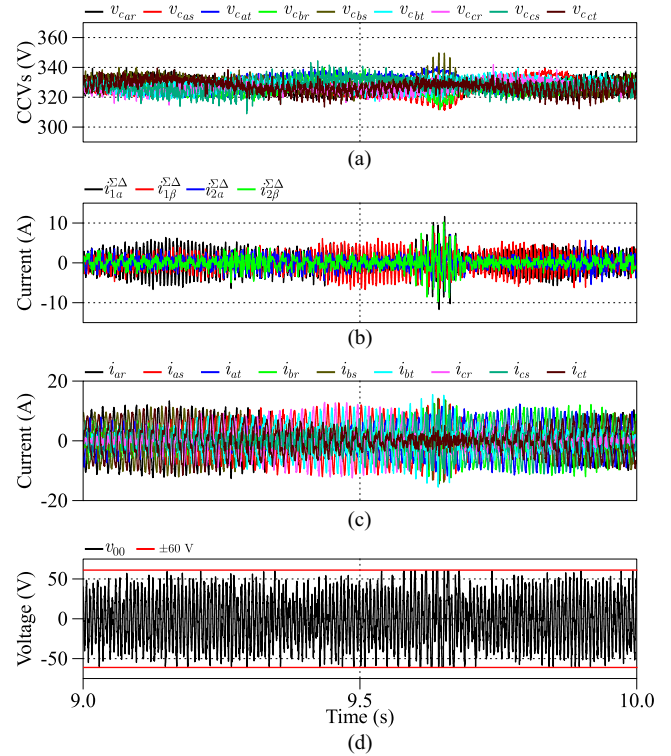 v_{c_{ar}} v_{c_{as}} v_{c_{at}} v_{c_{br}} v_{c_{bs}} v_{c_{bt}} v_{c_{cr}} v_{c_{cs}} v_{c_{ct}}
CCVs (V)
360
340
320
300
(a)
i_{1α}^{ΣΔ} i_{1β}^{ΣΔ} i_{2α}^{ΣΔ} i_{2β}^{ΣΔ}
Current (A)
10
0
-10
(b)
i_{ar} i_{as} i_{at} i_{br} i_{bs} i_{bt} i_{cr} i_{cs} i_{ct}
Current (A)
20
0
-20
(c)
v_{00} ±60 V
Voltage (V)
50
0
-50
9.0 9.5 10.0
Time (s)
(d)